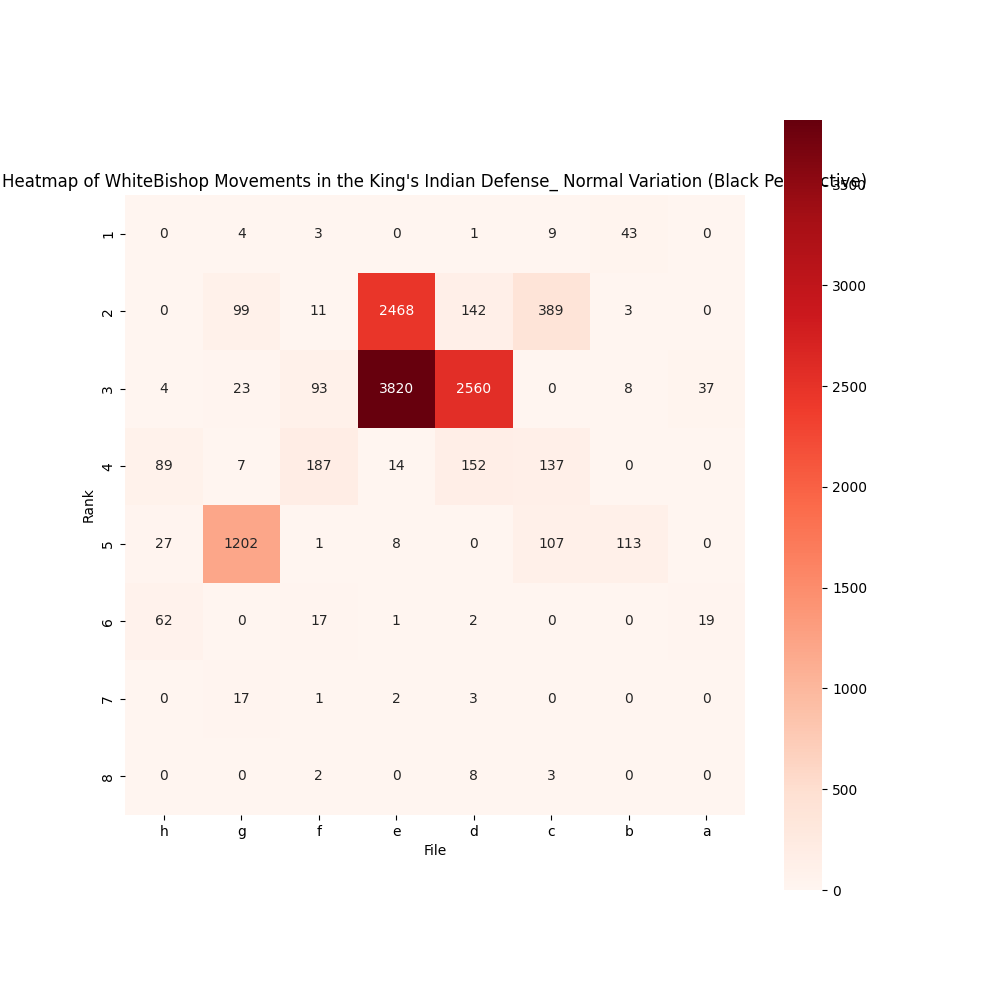 Heatmap of WhiteBishop Movements in the King's Indian Defense_ Normal Variation (Black Perspective)
1 0 4 3 0 1 9 43 0
2 0 99 11 2468 142 389 3 0
3 4 23 93 3820 2560 0 8 37
4 89 7 187 14 152 137 0 0
Rank
5 27 1202 1 8 0 107 113 0
6 62 0 17 1 2 0 0 19
7 0 17 1 2 3 0 0 0
8 0 0 2 0 8 3 0 0
h g f e d c b a
File
3500
3000
2500
2000
1500
1000
500
0